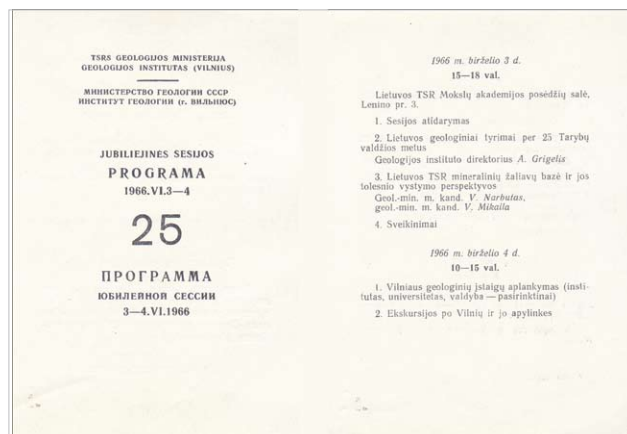 TSRS GEOLOGIJOS MINISTERIJA
GEOLOGIJOS INSTITUTAS (VILNIUS)
МИНИСТЕРСТВО ГЕОЛОГИИ СССР
ИНСТИТУТ ГЕОЛОГИИ (г. ВИЛЬНЮС)
JUBILIEJINĖS SESIJOS
PROGRAMA
1966.VI.3—4
25
ПРОГРАММА
ЮБИЛЕЙНОЙ СЕССИИ
3—4.VI.1966
1966 m. birželio 3 d.
15—18 val.
Lietuvos TSR Mokslų akademijos posėdžių salė,
Lenino pr. 3.
1. Sesijos atidarymas
2. Lietuvos geologiniai tyrimai per 25 Tarybų
valdžios metus
Geologijos instituto direktorius A. Grigelis
3. Lietuvos TSR mineralinių žaliavų bazė ir jos
tolesnio vystymo perspektyvos
Geol.-min. m. kand. V. Narbutas,
geol.-min. m. kand. V. Mikaila
4. Sveikinimai
1966 m. birželio 4 d.
10—15 val.
1. Vilniaus geologinių įstaigų aplankymas (insti-
tutas, universitetas, valdyba — pasirinktinai)
2. Ekskursijos po Vilnių ir jo apylinkes